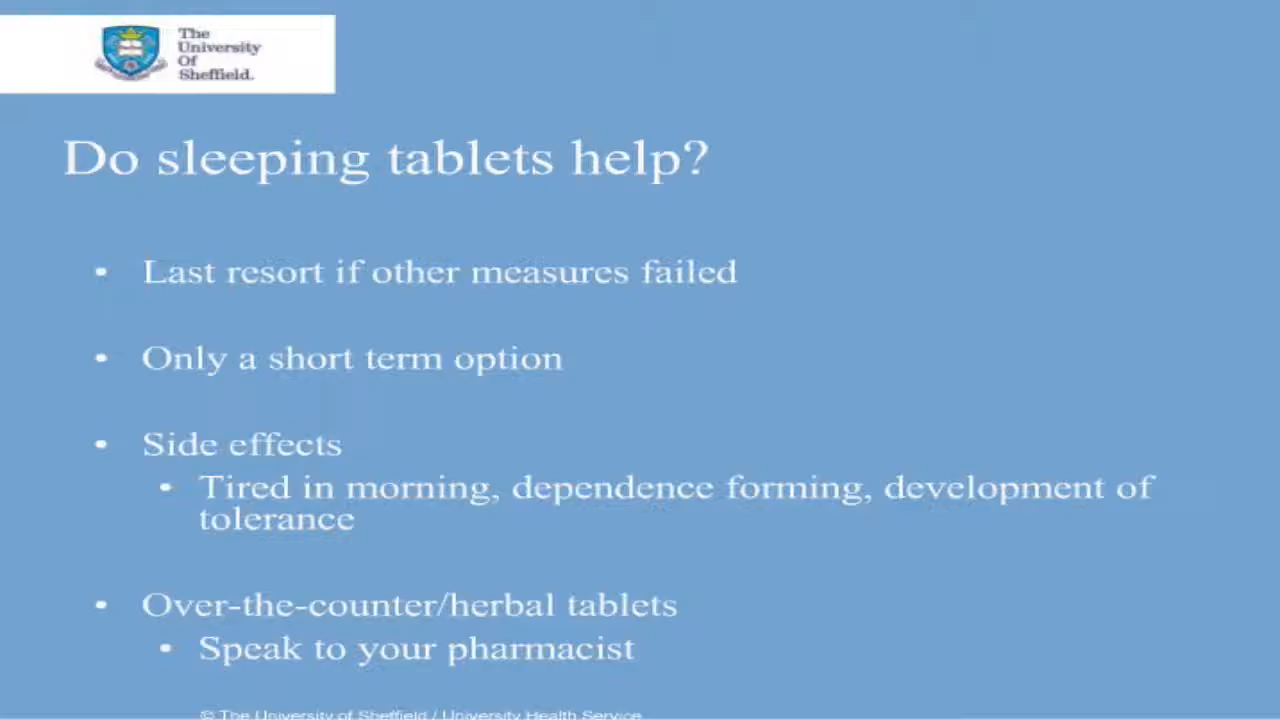 The
University
Of
Sheffield.
Do sleeping tablets help?
• Last resort if other measures failed
• Only a short term option
• Side effects
• Tired in morning, dependence forming, development of
tolerance
• Over-the-counter/herbal tablets
• Speak to your pharmacist
© The University of Sheffield / University Health Service